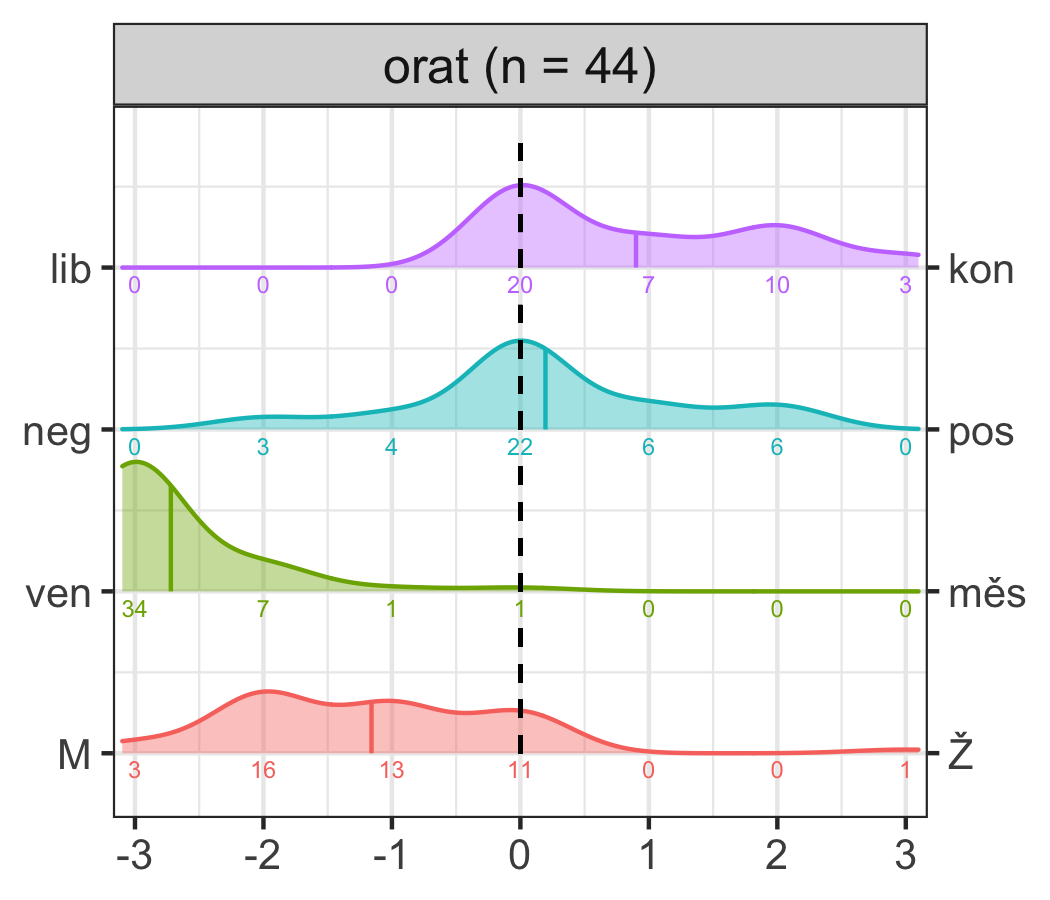 orat (n = 44)
lib kon
0 0 0 20 7 10 3
neg pos
0 3 4 22 6 6 0
ven měs
34 7 1 1 0 0 0
M Ž
3 16 13 11 0 0 1
-3 -2 -1 0 1 2 3